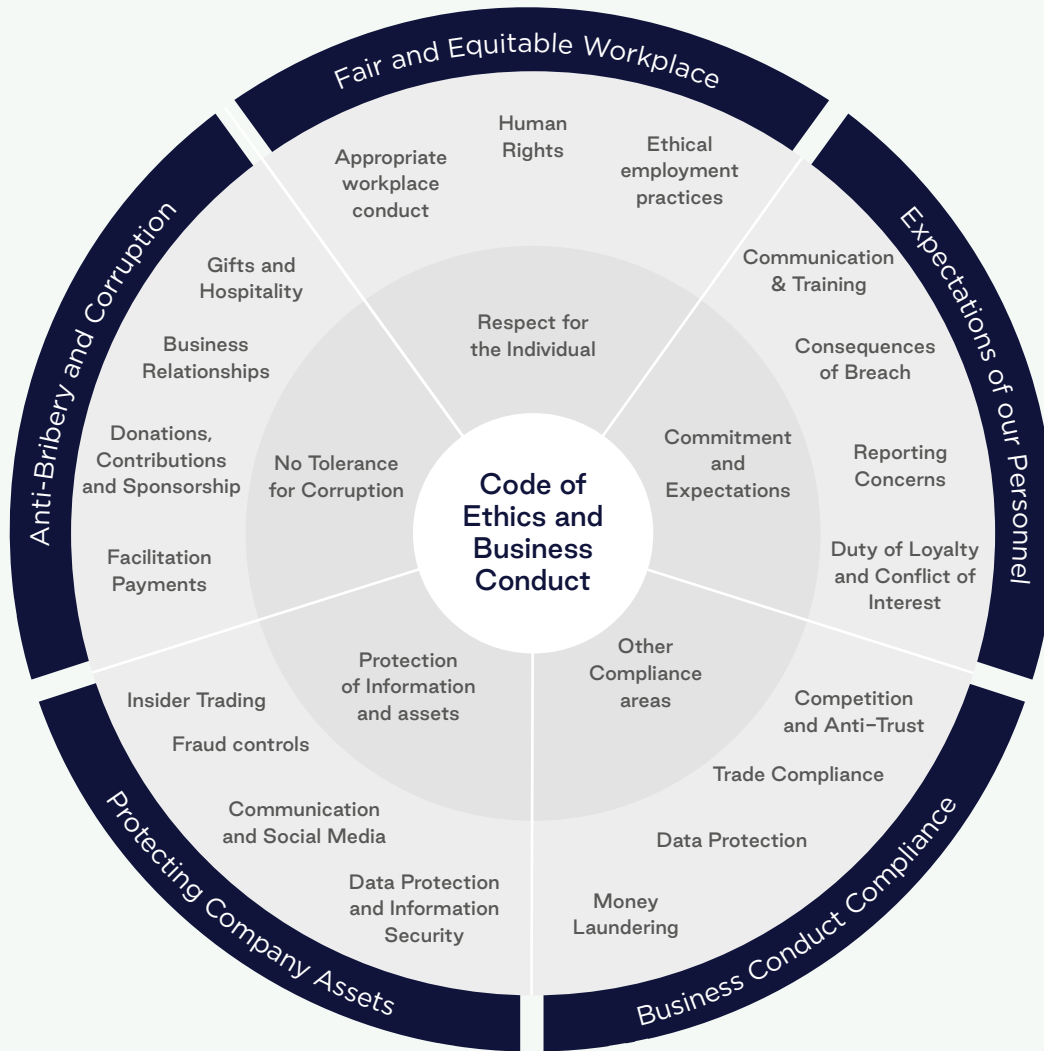 Fair and Equitable Workplace
Human
Rights
Appropriate
workplace
conduct
Ethical
employment
practices
Respect for
the Individual
Expectations of our Personnel
Communication
& Training
Consequences
of Breach
Reporting
Concerns
Duty of Loyalty
and Conflict of
Interest
Commitment
and
Expectations
Business Conduct Compliance
Other
Compliance
areas
Competition
and Anti-Trust
Trade Compliance
Data Protection
Money
Laundering
Protecting Company Assets
Protection
of Information
and assets
Insider Trading
Fraud controls
Communication
and Social Media
Data Protection
and Information
Security
Anti-Bribery and Corruption
Gifts and
Hospitality
Business
Relationships
Donations,
Contributions
and Sponsorship
Facilitation
Payments
No Tolerance
for Corruption
Code of
Ethics and
Business
Conduct